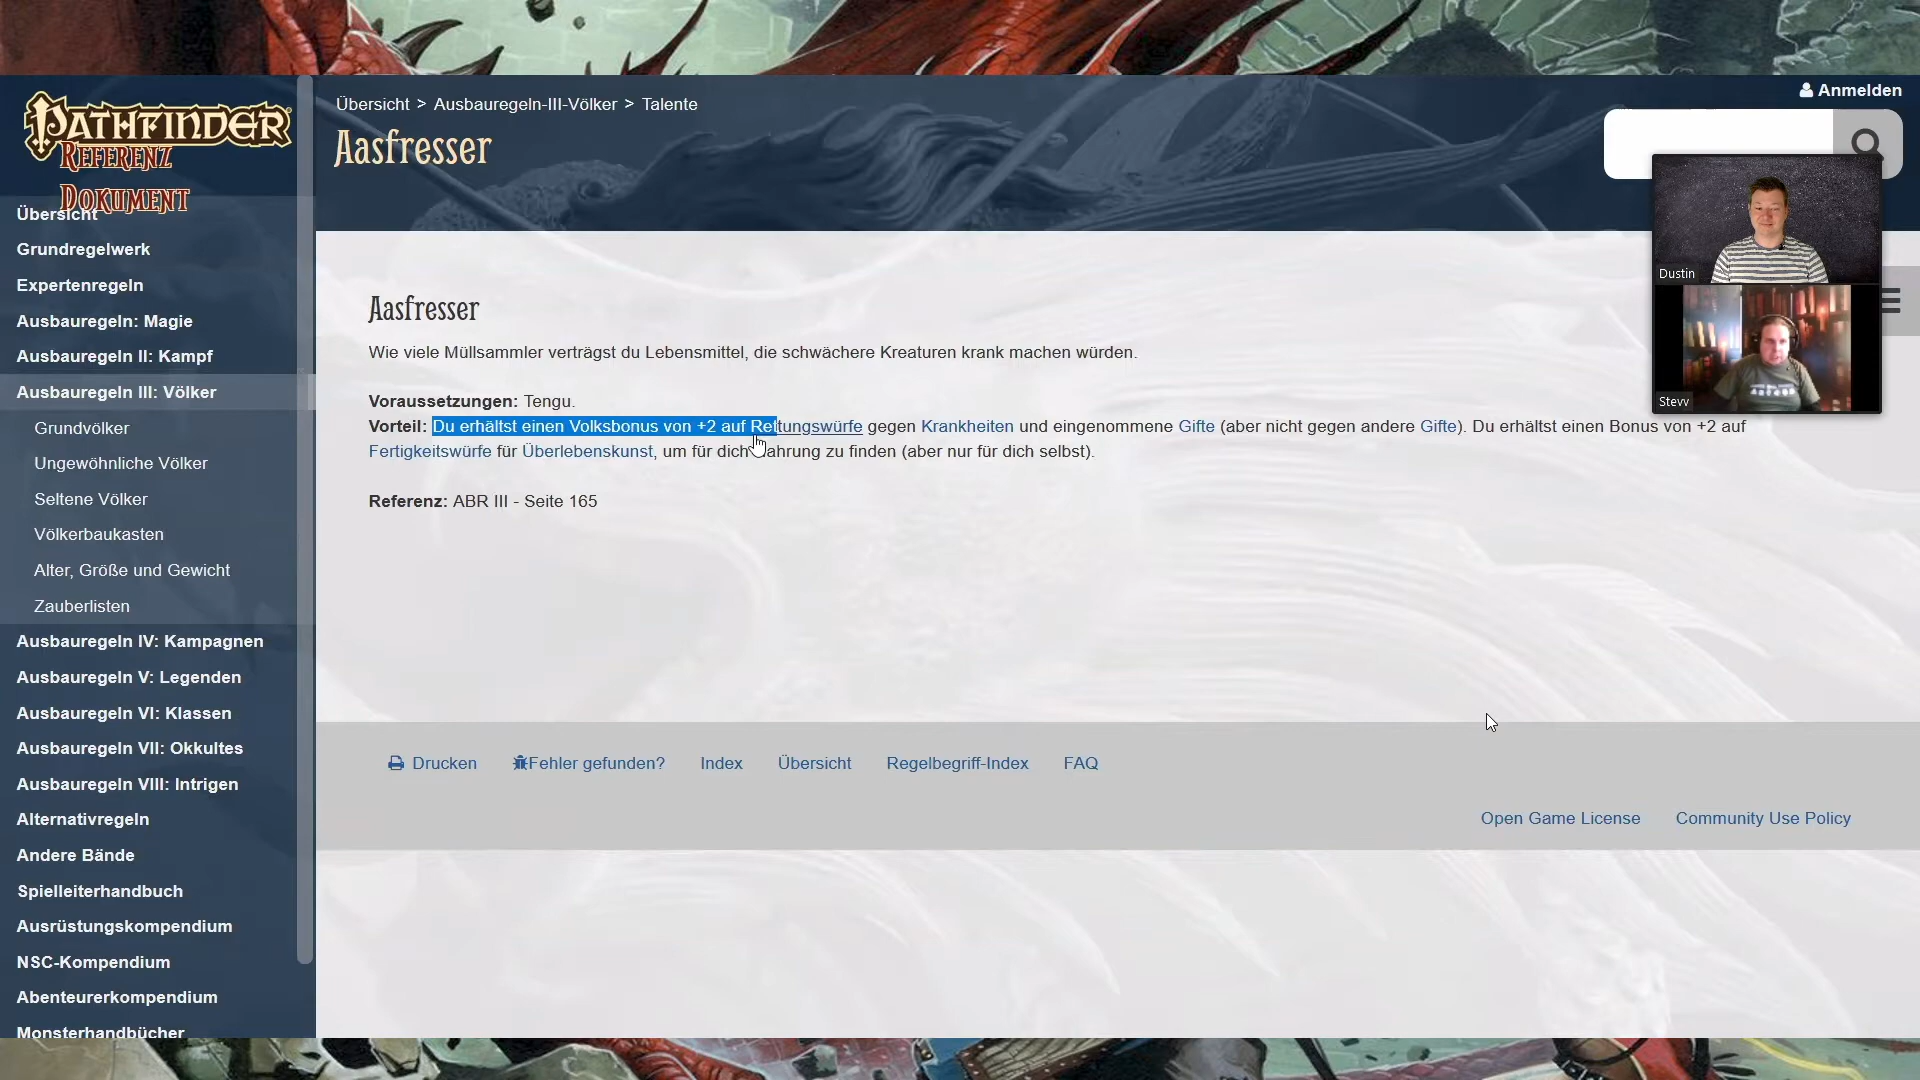 PATHFINDER
REFERENZ
DOKUMENT
Übersicht
Grundregelwerk
Expertenregeln
Ausbauregeln: Magie
Ausbauregeln II: Kampf
Ausbauregeln III: Völker
Grundvölker
Ungewöhnliche Völker
Seltene Völker
Völkerbaukasten
Alter, Größe und Gewicht
Zauberlisten
Ausbauregeln IV: Kampagnen
Ausbauregeln V: Legenden
Ausbauregeln VI: Klassen
Ausbauregeln VII: Okkultes
Ausbauregeln VIII: Intrigen
Alternativregeln
Andere Bände
Spielleiterhandbuch
Ausrüstungskompendium
NSC-Kompendium
Abenteurerkompendium
Monsterhandbücher
Übersicht > Ausbauregeln-III-Völker > Talente
Aasfresser
Anmelden
Dustin
Stevv
Aasfresser
Wie viele Müllsammler verträgst du Lebensmittel, die schwächere Kreaturen krank machen würden.
Voraussetzungen: Tengu.
Vorteil: Du erhältst einen Volksbonus von +2 auf Rettungswürfe gegen Krankheiten und eingenommene Gifte (aber nicht gegen andere Gifte). Du erhältst einen Bonus von +2 auf
Fertigkeitswürfe für Überlebenskunst, um für dich Nahrung zu finden (aber nur für dich selbst).
Referenz: ABR III - Seite 165
Drucken Fehler gefunden? Index Übersicht Regelbegriff-Index FAQ
Open Game License Community Use Policy